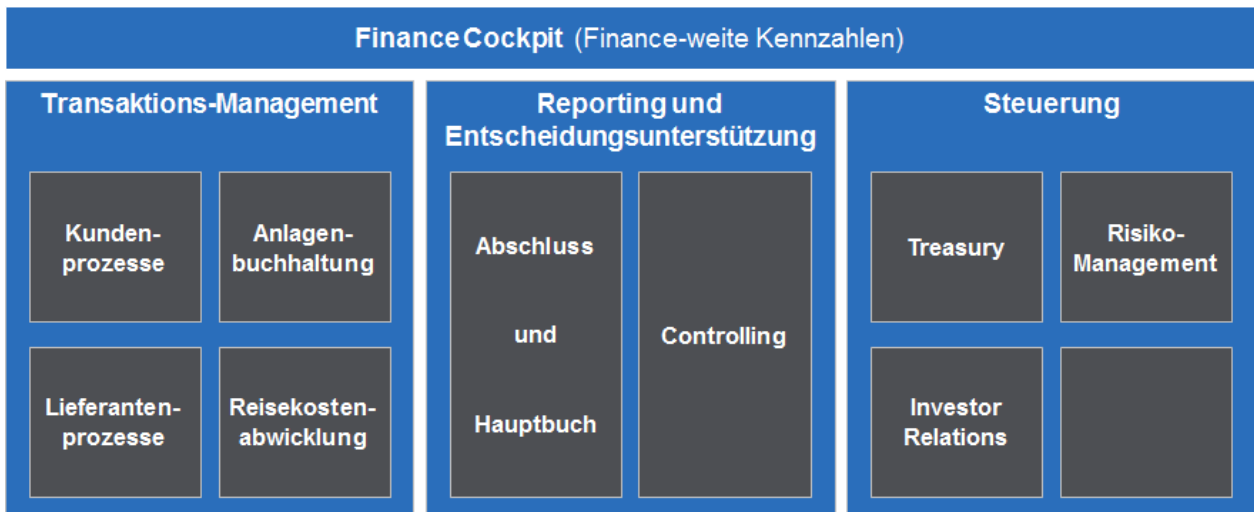 Finance Cockpit (Finance-weite Kennzahlen)
Transaktions-Management
Kunden-
prozesse
Anlagen-
buchhaltung
Lieferanten-
prozesse
Reisekosten-
abwicklung
Reporting und
Entscheidungsunterstützung
Abschluss
und
Hauptbuch
Controlling
Steuerung
Treasury
Risiko-
Management
Investor
Relations